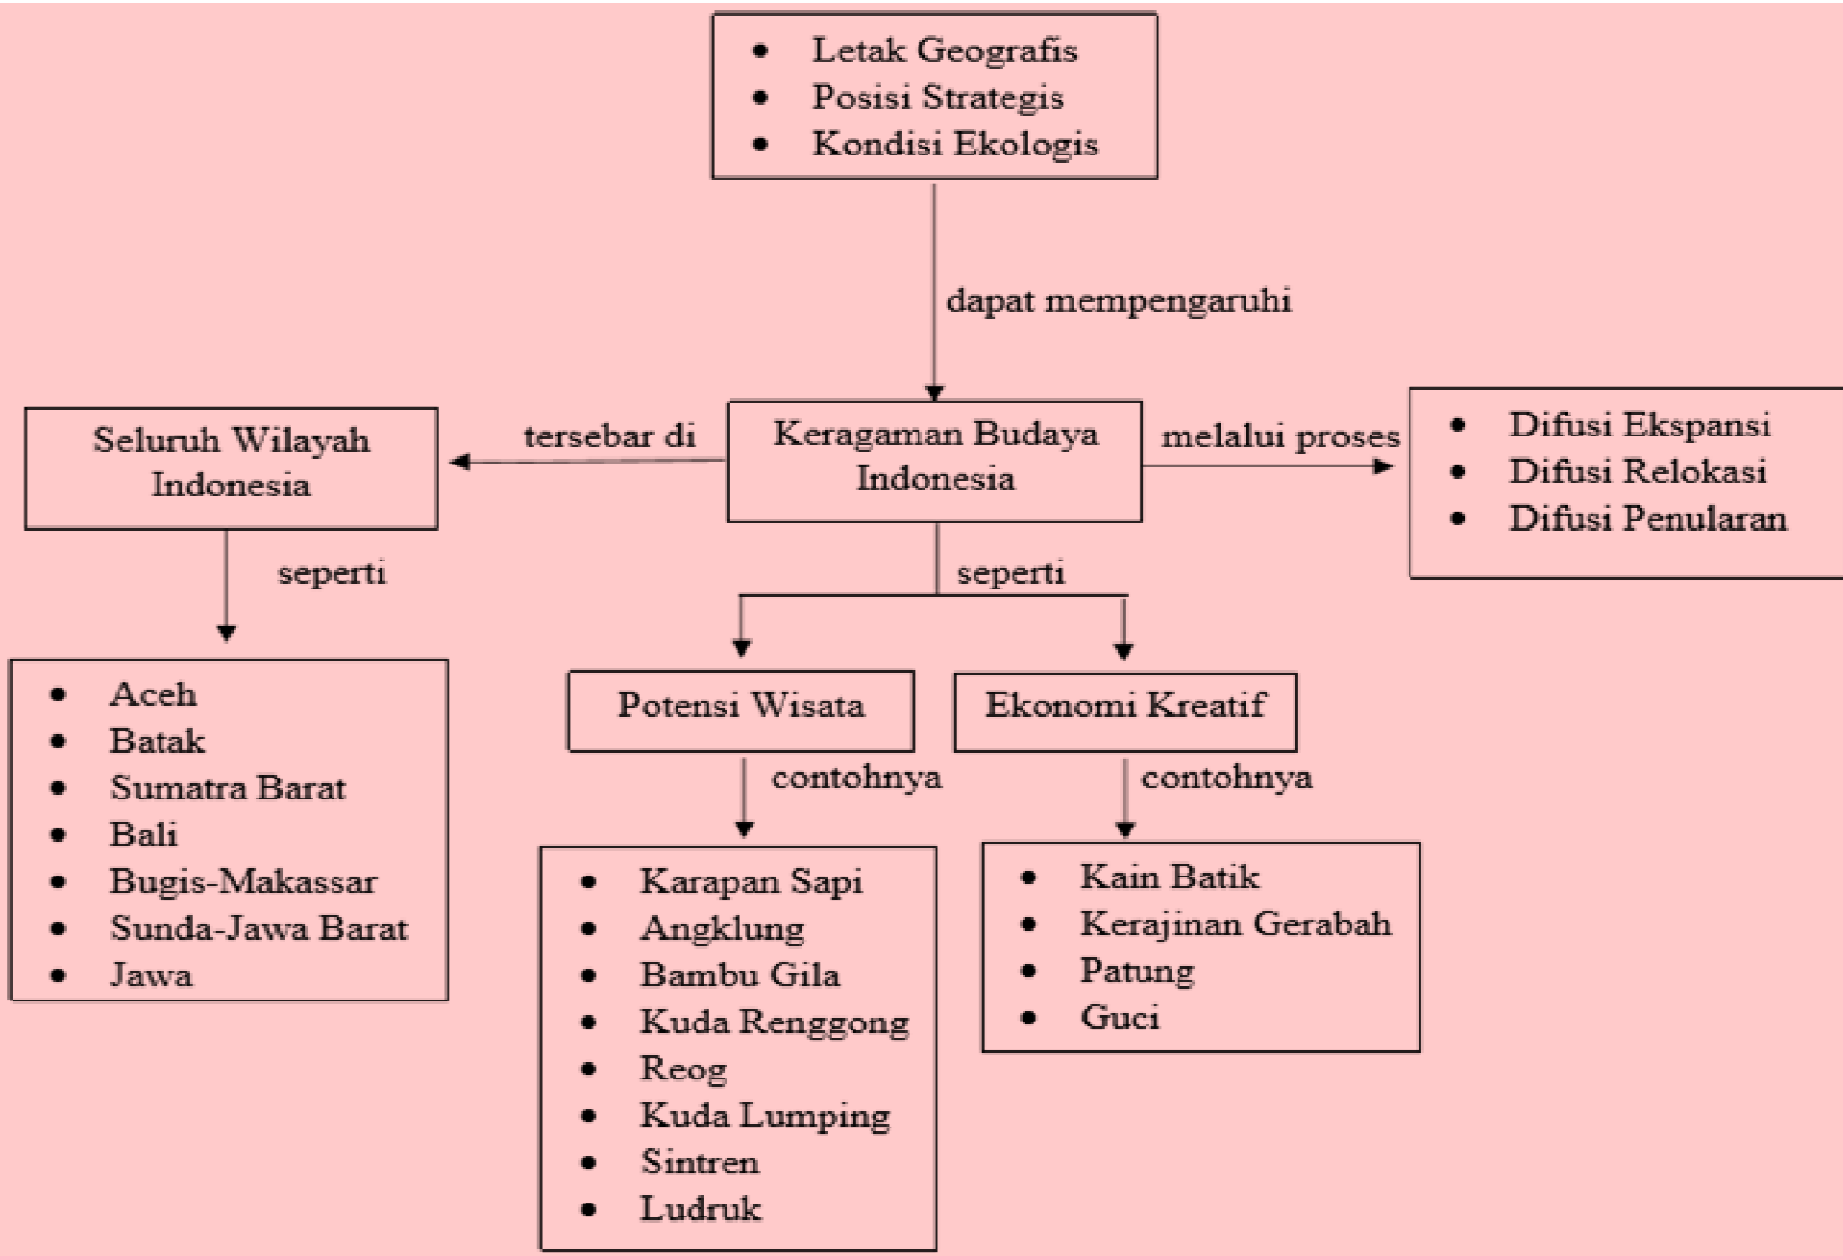 • Letak Geografis
• Posisi Strategis
• Kondisi Ekologis
dapat mempengaruhi
Seluruh Wilayah
Indonesia
tersebar di
Keragaman Budaya
Indonesia
melalui proses
• Difusi Ekspansi
• Difusi Relokasi
• Difusi Penularan
seperti
seperti
• Aceh
• Batak
• Sumatra Barat
• Bali
• Bugis-Makassar
• Sunda-Jawa Barat
• Jawa
Potensi Wisata
Ekonomi Kreatif
contohnya
contohnya
• Karapan Sapi
• Angklung
• Bambu Gila
• Kuda Renggong
• Reog
• Kuda Lumping
• Sintren
• Ludruk
• Kain Batik
• Kerajinan Gerabah
• Patung
• Guci